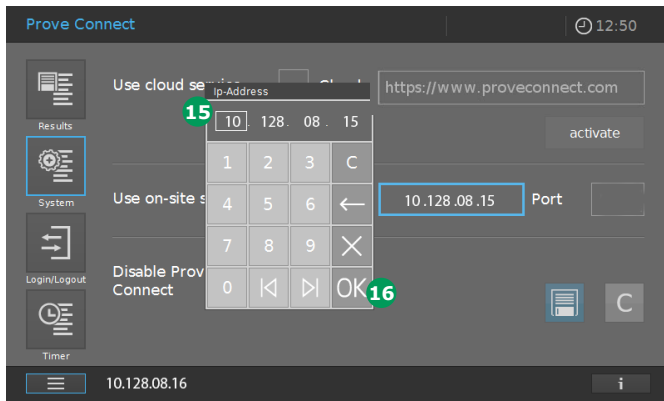 Prove Connect
12:50
Results
System
Login/Logout
Timer
Use cloud
https://www.proveconnect.com
activate
Ip-Address
15
10. 128. 08. 15
1 2 3 C
4 5 6 ←
7 8 9 X
0 OK
16
Use on-site
10.128.08.15
Port
Disable Prov
Connect
C
10.128.08.16
i